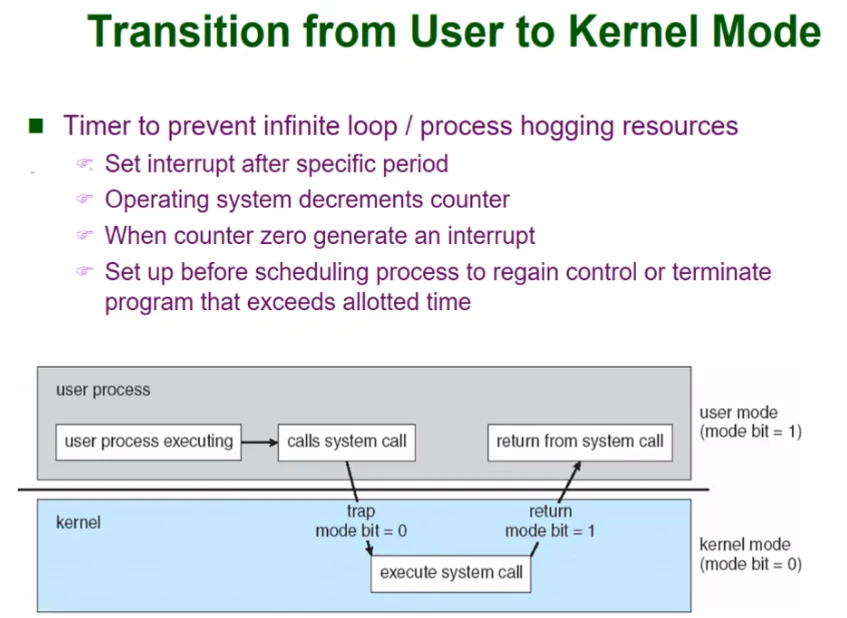 Transition from User to Kernel Mode
Timer to prevent infinite loop / process hogging resources
Set interrupt after specific period
Operating system decrements counter
When counter zero generate an interrupt
Set up before scheduling process to regain control or terminate
program that exceeds allotted time
user process
user process executing
calls system call
return from system call
user mode
(mode bit = 1)
kernel
trap
mode bit = 0
return
mode bit = 1
execute system call
kernel mode
(mode bit = 0)